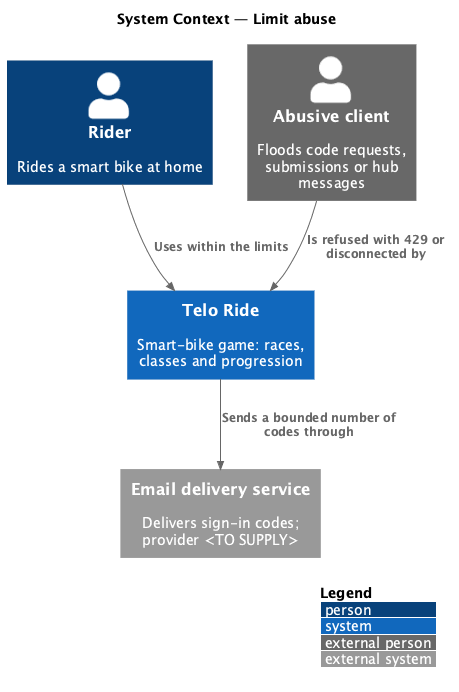 System Context — Limit abuse
Rider
Rides a smart bike at home
Abusive client
Floods code requests,
submissions or hub
messages
Uses within the limits
Is refused with 429 or
disconnected by
Telo Ride
Smart-bike game: races,
classes and progression
Sends a bounded number of
codes through
Email delivery service
Delivers sign-in codes;
provider <TO SUPPLY>
Legend
person
system
external person
external system